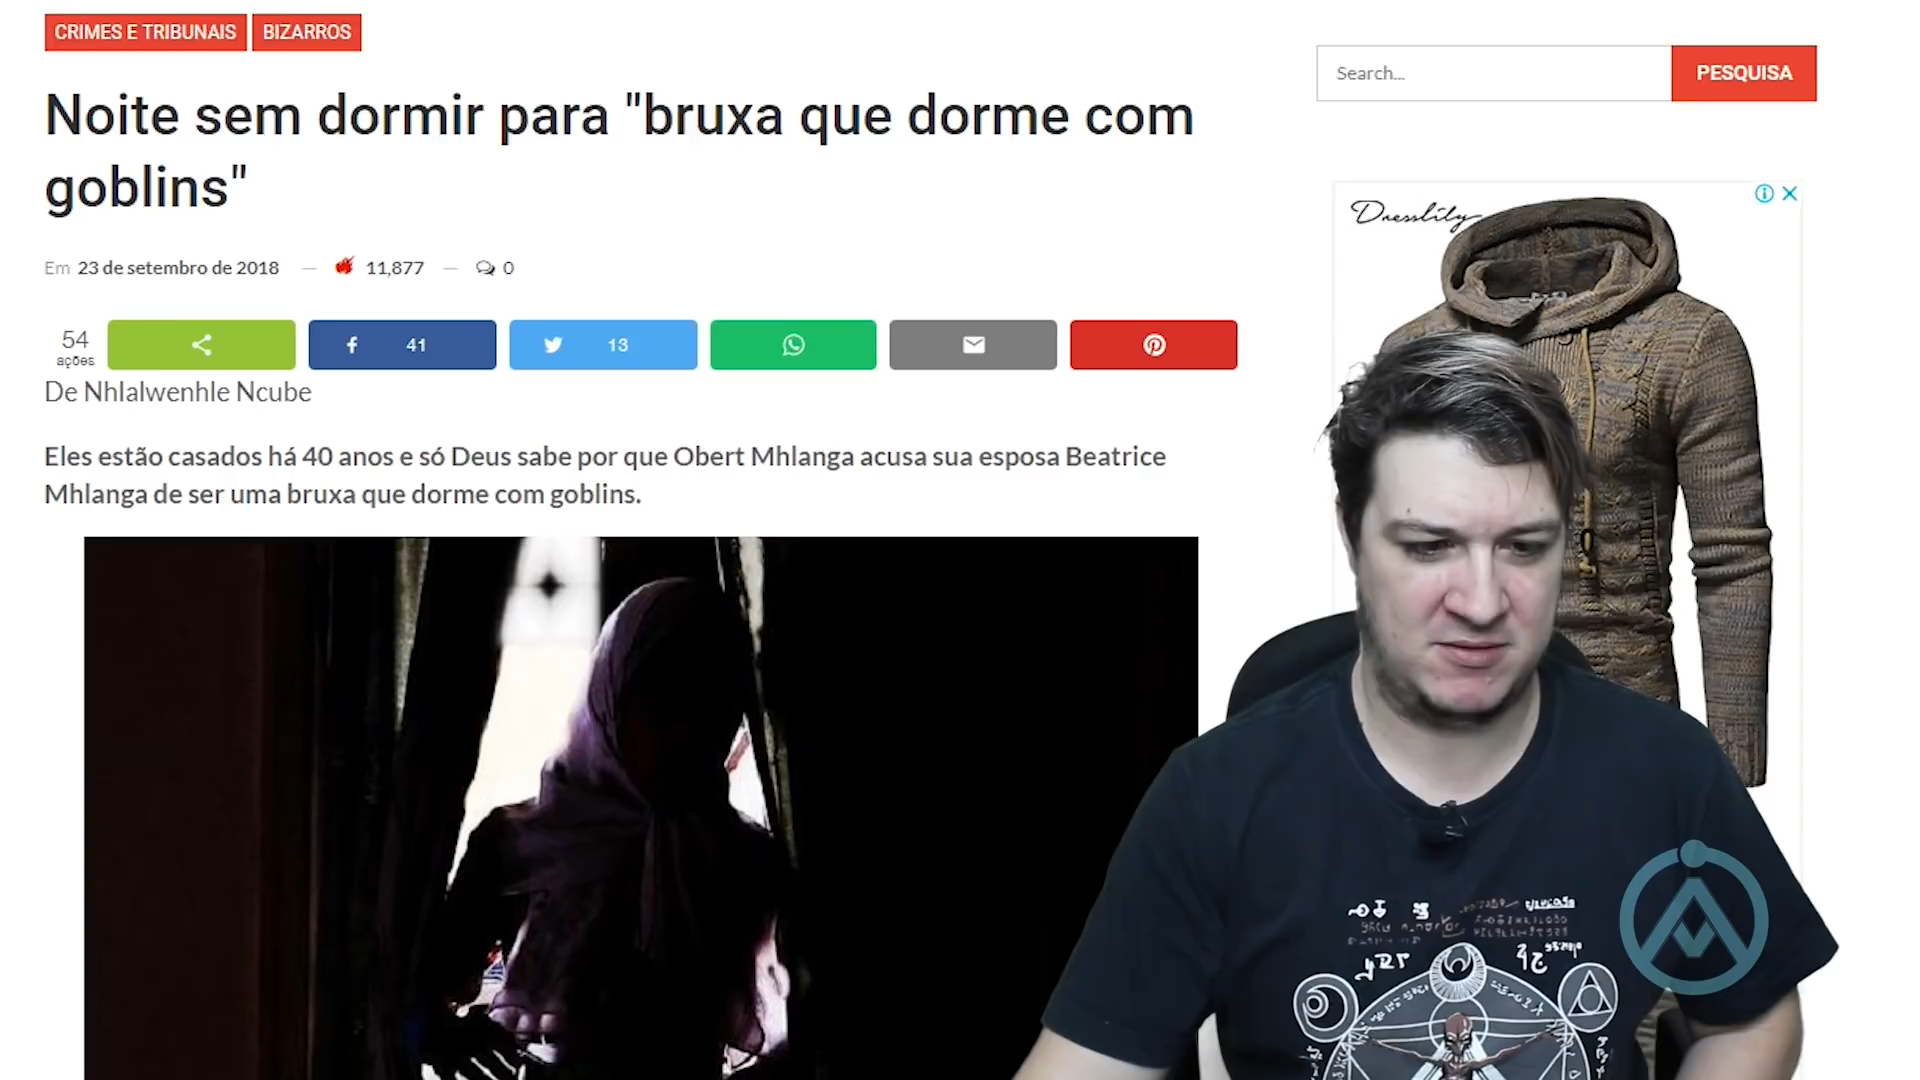 CRIMES E TRIBUNAIS BIZARROS
Noite sem dormir para "bruxa que dorme com
goblins"
Em 23 de setembro de 2018 — 11,877 — 0
54
ações
41
13
De Nhlalwenhle Ncube
Eles estão casados há 40 anos e só Deus sabe por que Obert Mhlanga acusa sua esposa Beatrice
Mhlanga de ser uma bruxa que dorme com goblins.
Search...
PESQUISA
Dresslily